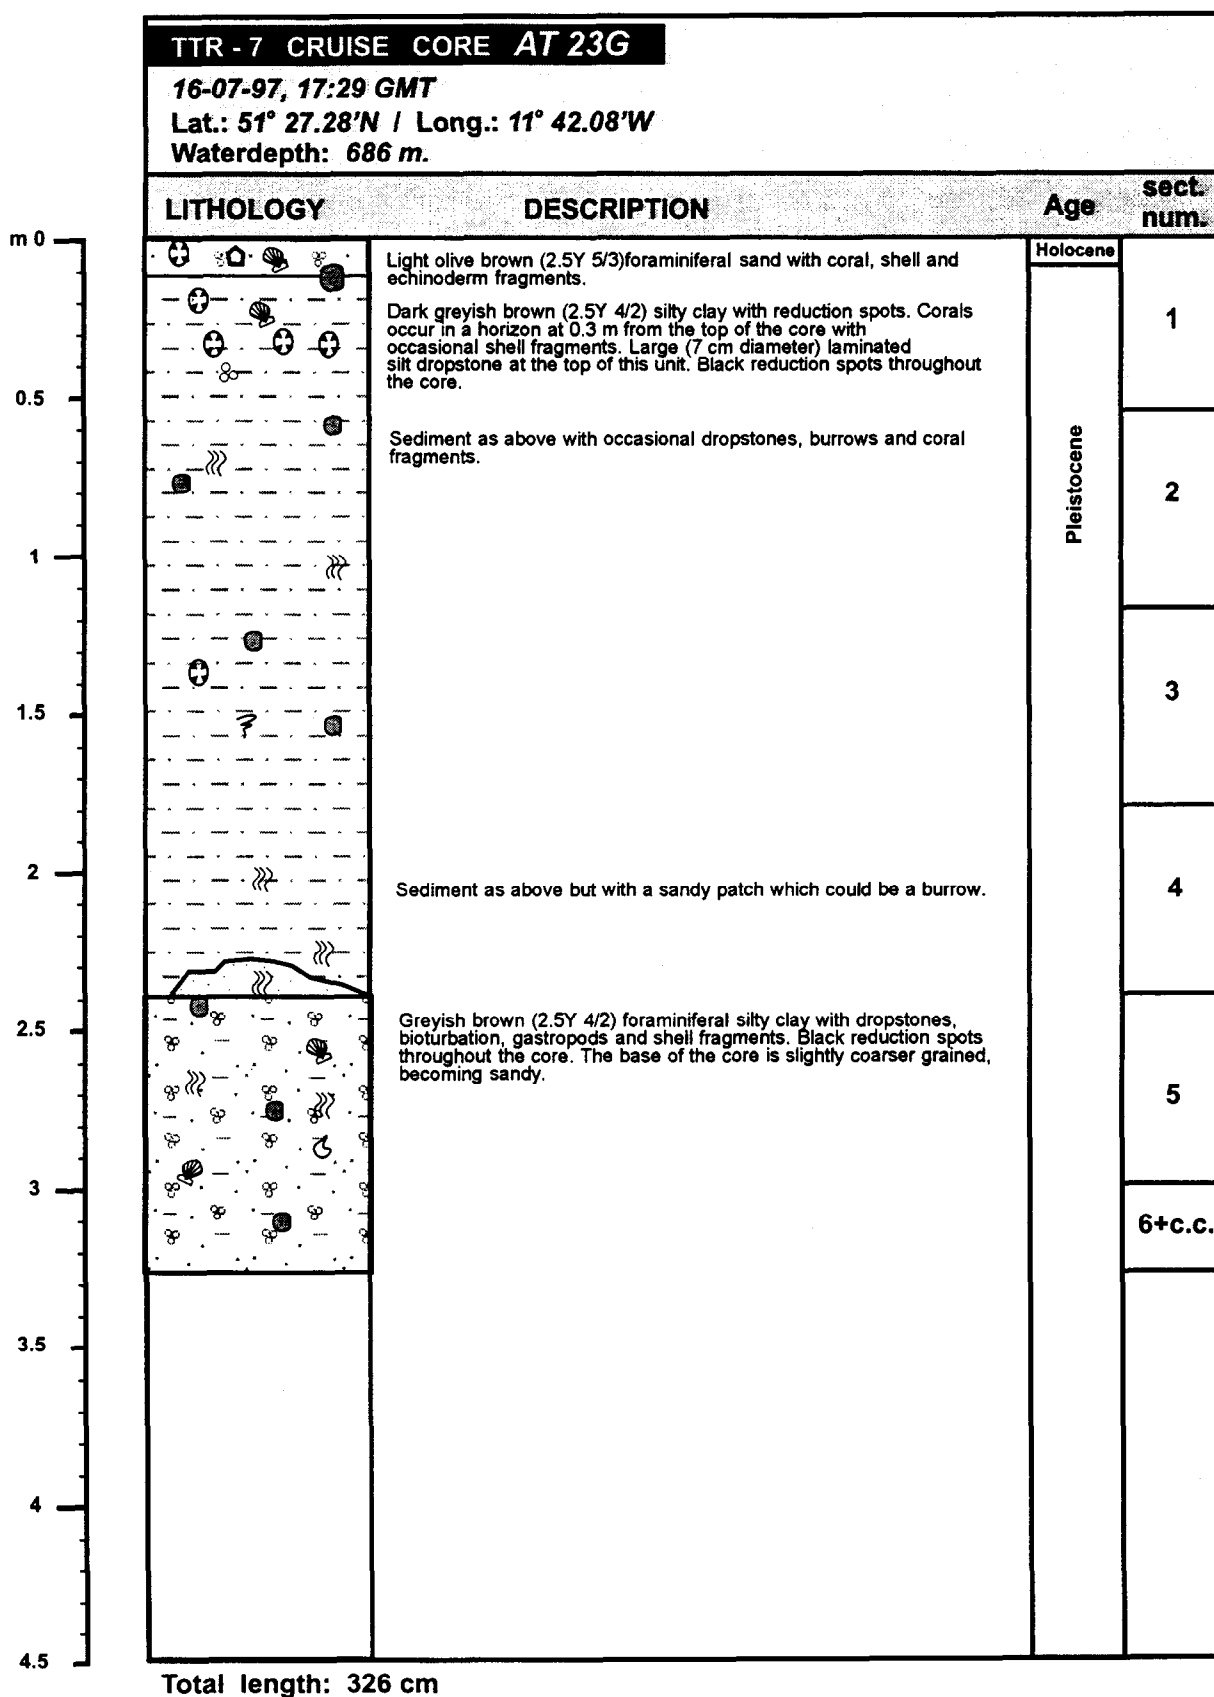 TTR - 7 CRUISE CORE AT 23G
16-07-97, 17:29 GMT
Lat.: 51° 27.28'N / Long.: 11° 42.08'W
Waterdepth: 686 m.
LITHOLOGY DESCRIPTION Age sect. num.
m 0
Holocene
Light olive brown (2.5Y 5/3)foraminiferal sand with coral, shell and
echinoderm fragments.
Dark greyish brown (2.5Y 4/2) silty clay with reduction spots. Corals
occur in a horizon at 0.3 m from the top of the core with
occasional shell fragments. Large (7 cm diameter) laminated
silt dropstone at the top of this unit. Black reduction spots throughout
the core.
1
0.5
Sediment as above with occasional dropstones, burrows and coral
fragments.
Pleistocene
2
1
3
1.5
2
Sediment as above but with a sandy patch which could be a burrow.
4
2.5
Greyish brown (2.5Y 4/2) foraminiferal silty clay with dropstones,
bioturbation, gastropods and shell fragments. Black reduction spots
throughout the core. The base of the core is slightly coarser grained,
becoming sandy.
5
3
6+c.c.
3.5
4
4.5
Total length: 326 cm